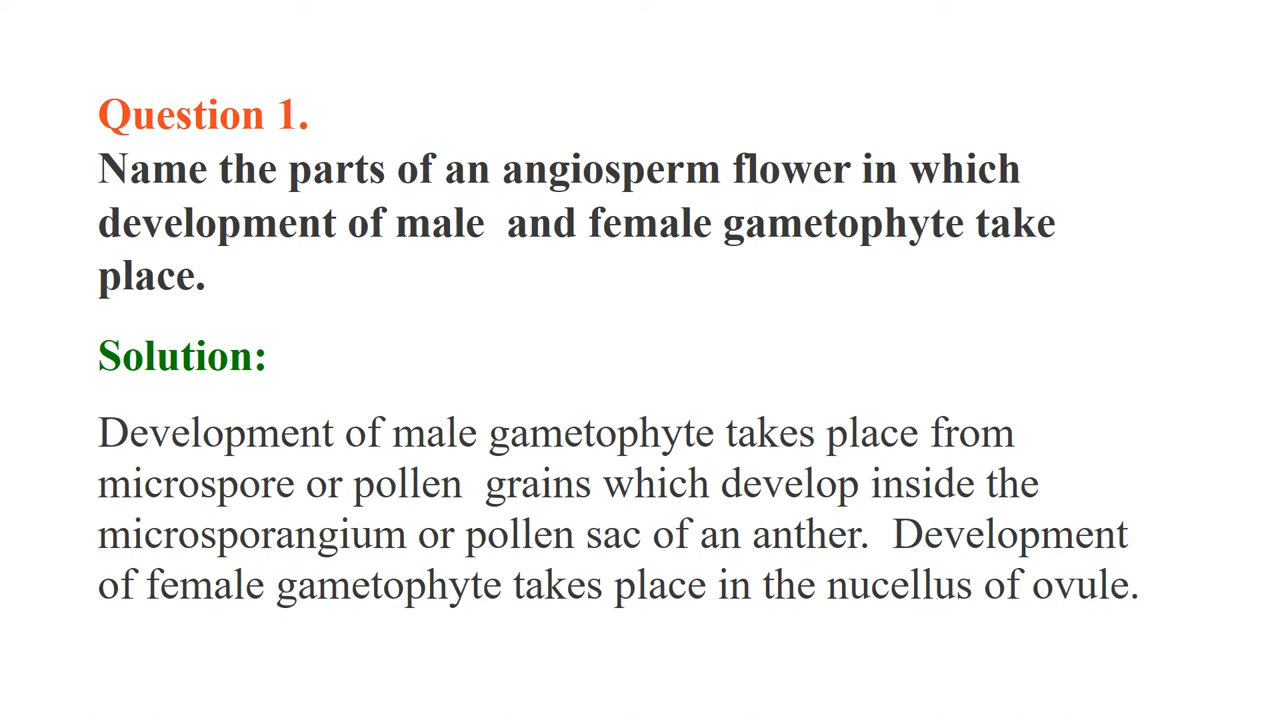 Question 1.
Name the parts of an angiosperm flower in which
development of male  and female gametophyte take
place.
Solution:
Development of male gametophyte takes place from
microspore or pollen  grains which develop inside the
microsporangium or pollen sac of an anther.  Development
of female gametophyte takes place in the nucellus of ovule.